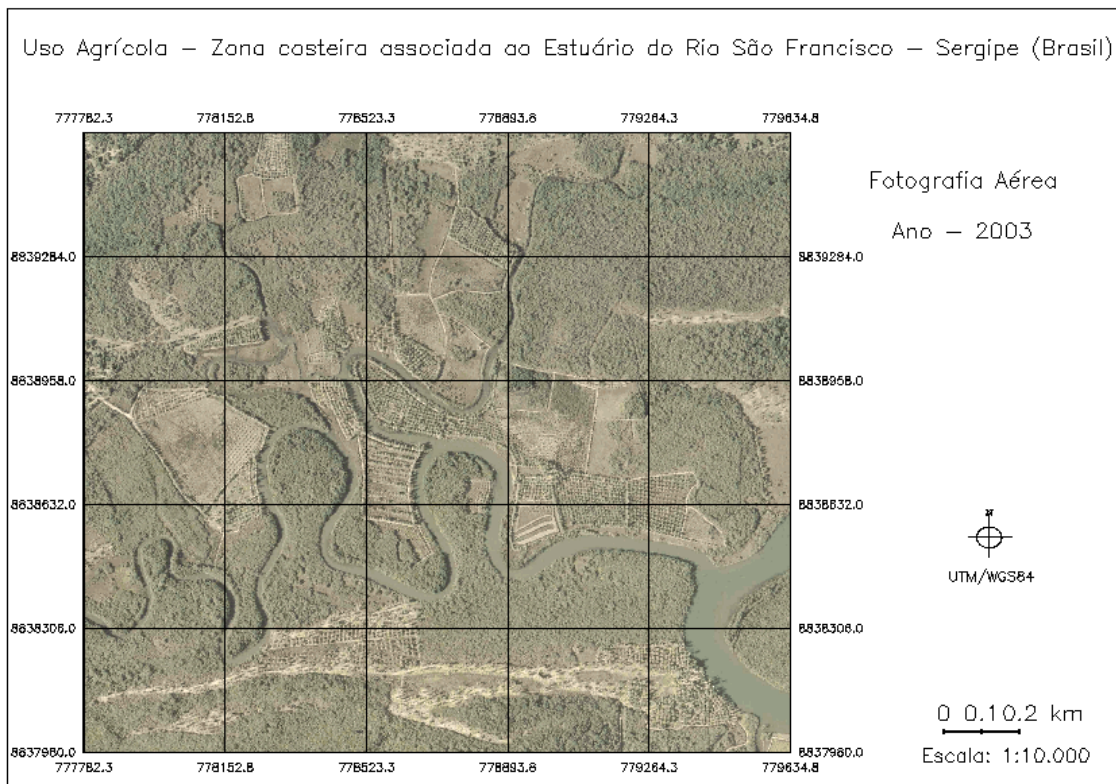 Uso Agrícola – Zona costeira associada ao Estuário do Rio São Francisco – Sergipe (Brasil)
777782.3 778152.8 778523.3 778893.8 779264.3 779634.8
Fotografia Aérea
Ano – 2003
8839284.0 8839284.0
8838958.0 8838958.0
8838632.0 8838632.0
N
UTM/WGS84
8838306.0 8838306.0
0 0.10.2 km
Escala: 1:10.000
8837980.0 8837980.0
777782.3 778152.8 778523.3 778893.8 779264.3 779634.8